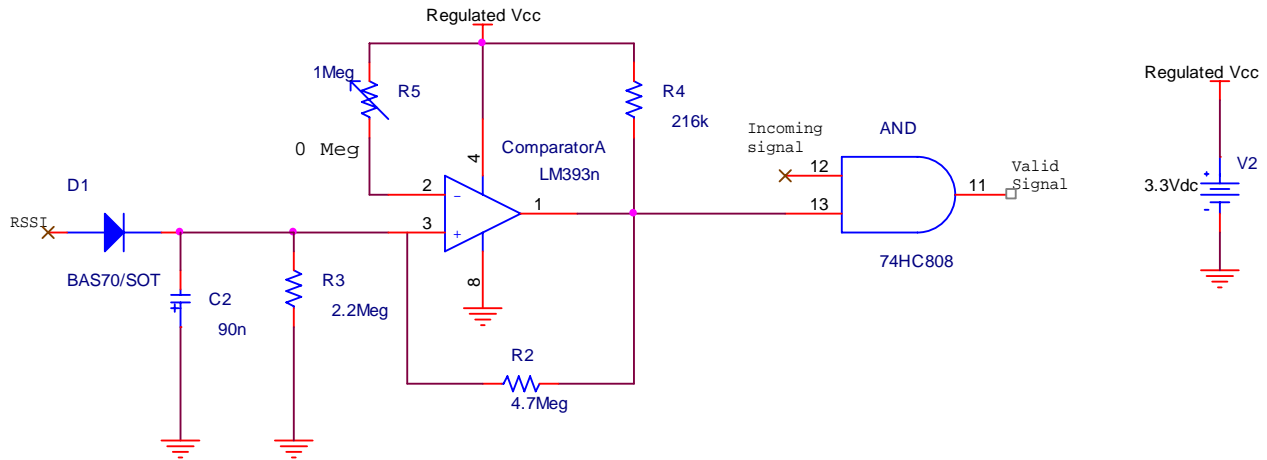 Regulated Vcc
1Meg
R5
R4
216k
0 Meg
ComparatorA
LM393n
4
2
3
1
8
Incoming
signal
AND
12
13
11
Valid
Signal
74HC808
Regulated Vcc
V2
3.3Vdc
D1
RSSI
BAS70/SOT
C2
90n
R3
2.2Meg
R2
4.7Meg